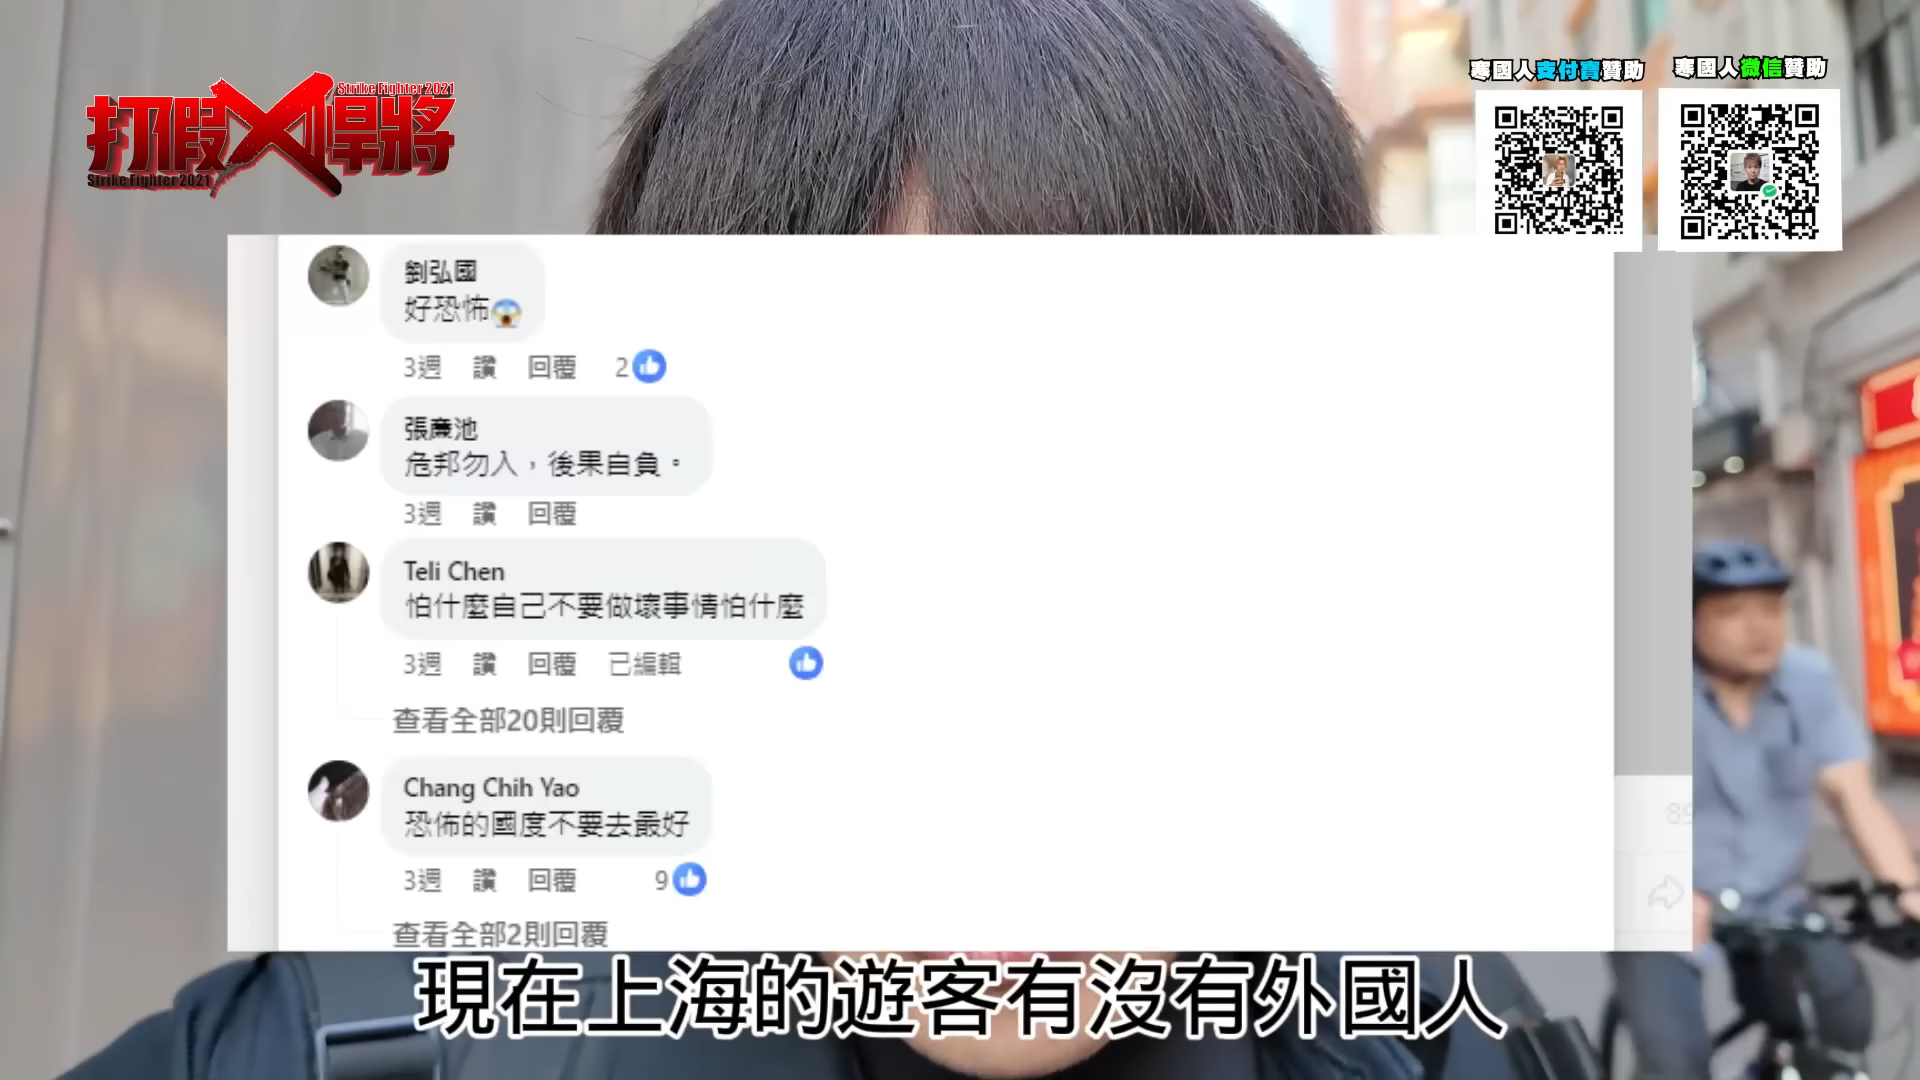 打假悍將
Strike Fighter 2021
Strike Fighter 2021
寒國人支付寶贊助
寒國人微信贊助
劉弘國
好恐怖😱
3週 讚 回覆 2
張廉池
危邦勿入，後果自負。
3週 讚 回覆
Teli Chen
怕什麼自己不要做壞事情怕什麼
3週 讚 回覆 已編輯
查看全部20則回覆
Chang Chih Yao
恐佈的國度不要去最好
3週 讚 回覆 9
查看全部2則回覆
89
現在上海的遊客有沒有外國人